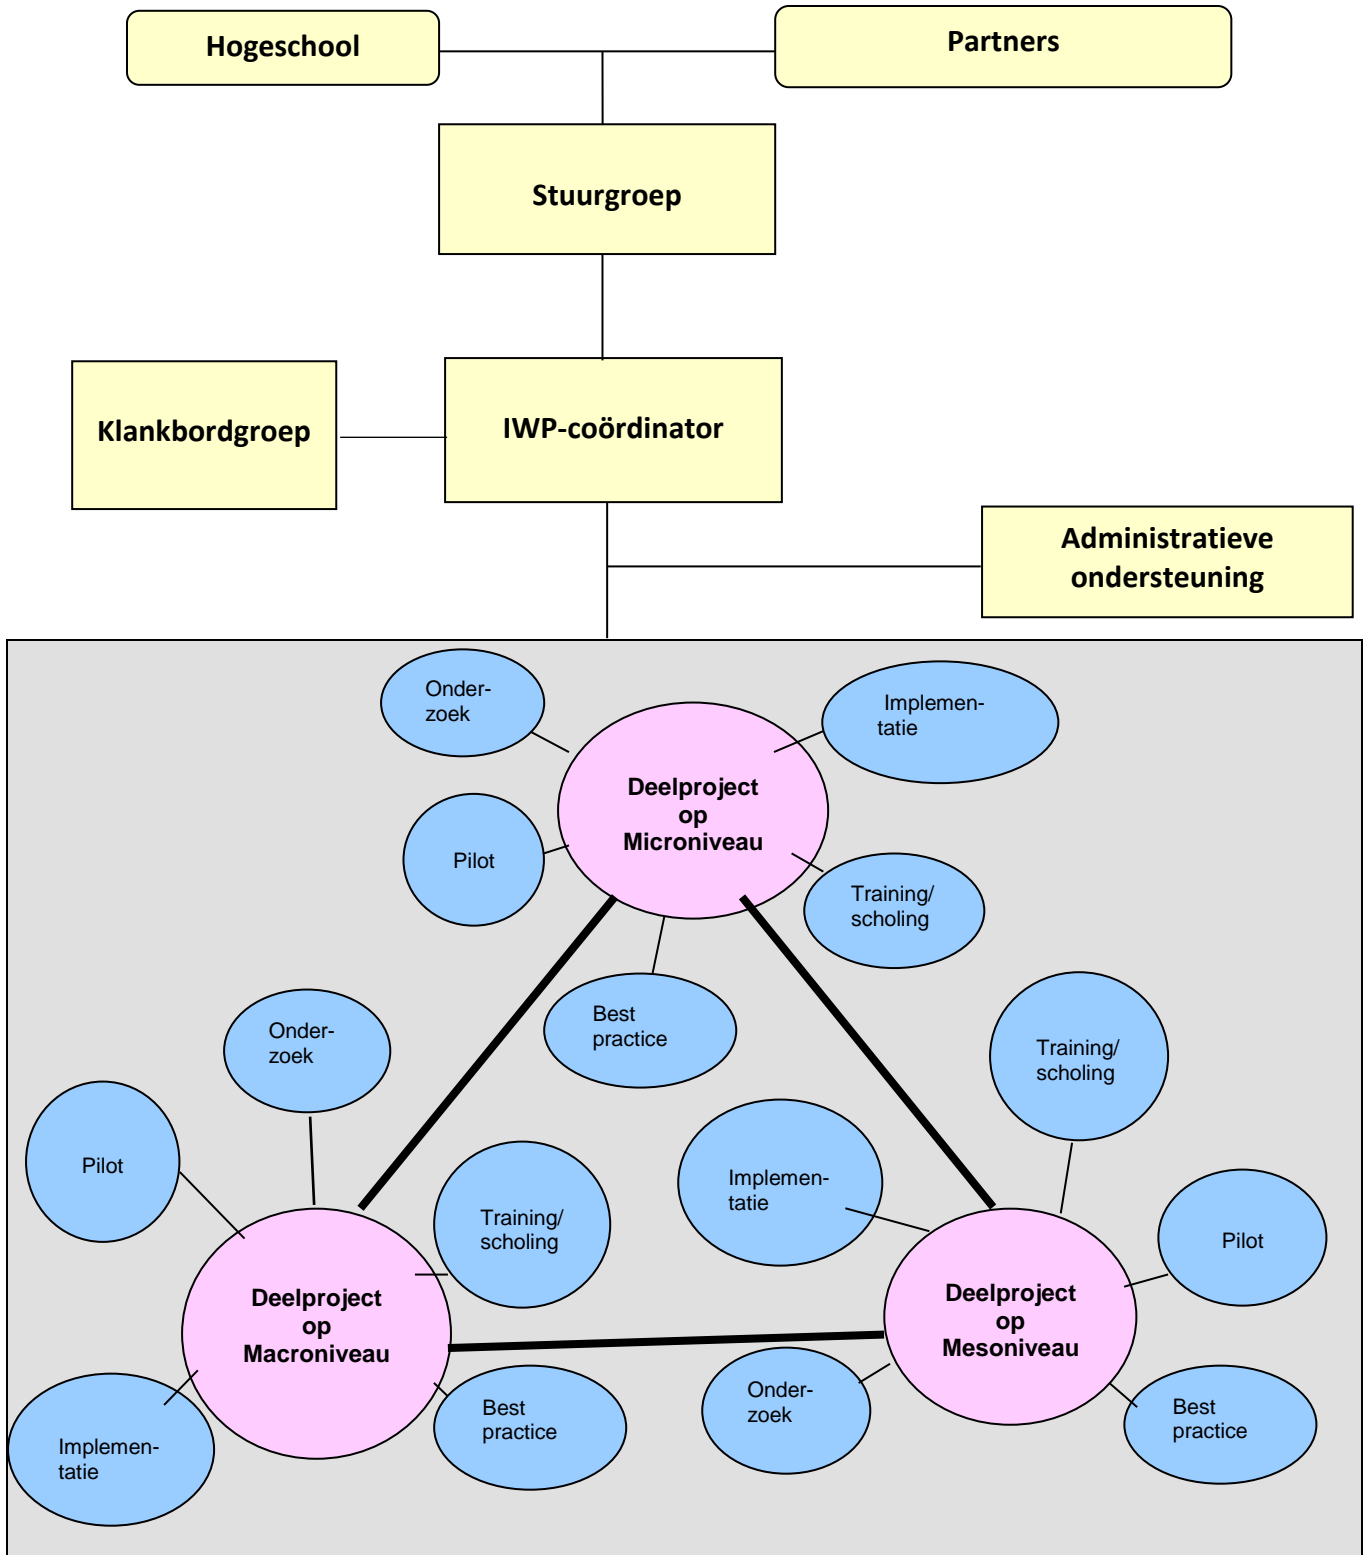 Hogeschool
Partners
Stuurgroep
Klankbordgroep
IWP-coördinator
Administratieve
ondersteuning
Onder-
zoek
Implemen-
tatie
Deelproject
op
Microniveau
Pilot
Training/
scholing
Best
practice
Onder-
zoek
Training/
scholing
Pilot
Implemen-
tatie
Training/
scholing
Pilot
Deelproject
op
Macroniveau
Deelproject
op
Mesoniveau
Onder-
zoek
Best
practice
Best
practice
Implemen-
tatie